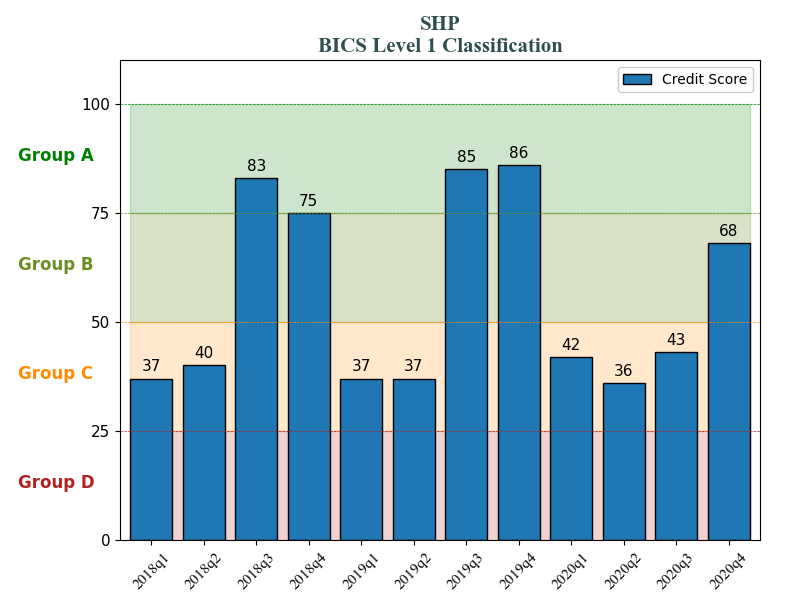 SHP
BICS Level 1 Classification
Credit Score
100
Group A
75
Group B
50
Group C
25
Group D
0
37
40
83
75
37
37
85
86
42
36
43
68
2018q1
2018q2
2018q3
2018q4
2019q1
2019q2
2019q3
2019q4
2020q1
2020q2
2020q3
2020q4